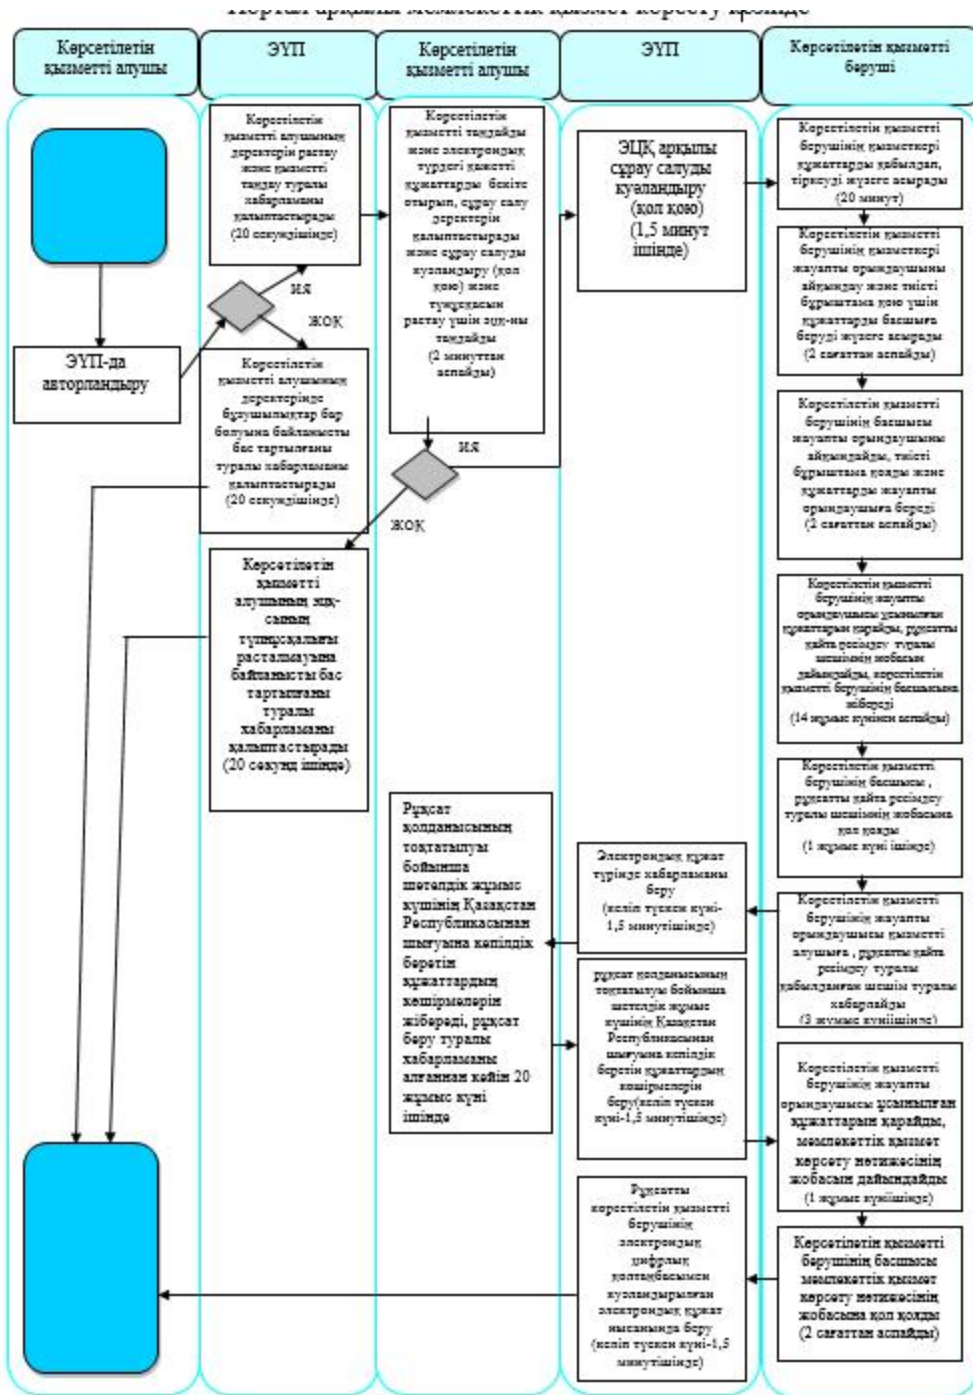 Портал арқылы мемлекеттік қызмет көрсету кезінде
Көрсетілетін
қызметті алушы
ЭҮП
Көрсетілетін
қызметті алушы
ЭҮП
Көрсетілетін қызметті
беруші
ЭҮП-да
авторландыру
Көрсетілетін
қызметті алушының
деректерін растау
және қызметті
таңдау туралы
хабарламаны
қалыптастырады
(20 секундішінде)
ИЯ
ЖОҚ
Көрсетілетін
қызметті алушының
деректерінде
бұзушылықтар бар
болуына байланысты
бас тартылғаны
туралы хабарламаны
қалыптастырады
(20 секундішінде)
Көрсетілетін
қызметті
алушының эцқ-
сының
түпнұсқалығы
расталмауына
байланысты бас
тартылғаны
туралы
хабарламаны
қалыптастырады
(20 секунд ішінде)
Көрсетілетін
қызметті таңдайды
және электрондық
түрдегі қажетті
құжаттарды бекіте
отырып, сұрау салу
деректерін
қалыптастырады
және сұрау салуды
куәландыру (қол
қою) және
түпнұсқасын
растау үшін эцқ-ны
таңдайды
(2 минуттан
аспайды)
ИЯ
ЖОҚ
Рұқсат
қолданысының
тоқтатылуы
бойынша
шетелдік жұмыс
күшінің Қазақстан
Республикасынан
шығуына кепілдік
беретін
құжаттардың
көшірмелерін
жібереді, рұқсат
беру туралы
хабарламаны
алғаннан кейін 20
жұмыс күні
ішінде
ЭЦҚ арқылы
сұрау салуды
куәландыру
(қол қою)
(1,5 минут
ішінде)
Электрондық құжат
түрінде хабарламаны
беру
(келіп түскен күні-
1,5 минутішінде)
рұқсат қолданысының
тоқтатылуы бойынша
шетелдік жұмыс
күшінің Қазақстан
Республикасынан
шығуына кепілдік
беретін құжаттардың
көшірмелерін
беру(келіп түскен
күні-1,5 минутішінде)
Рұқсатты
көрсетілетін қызметті
берушінің
электрондық
цифрлық
қолтаңбасымен
куәландырылған
электрондық құжат
нысанында беру
(келіп түскен күні-1,5
минутішінде)
Көрсетілетін қызметті
берушінің қызметкері
құжаттарды қабылдап,
тіркеуді жүзеге асырады
(20 минут)
Көрсетілетін қызметті
берушінің қызметкері
жауапты орындаушыны
айқындау және тиісті
бұрыштама қою үшін
құжаттарды басшыға
беруді жүзеге асырады
(2 сағаттан аспайды)
Көрсетілетін қызметті
берушінің басшысы
жауапты орындаушыны
айқындайды, тиісті
бұрыштама қояды және
құжаттарды жауапты
орындаушыға береді
(2 сағаттан аспайды)
Көрсетілетін қызметті
берушінің жауапты
орындаушысы ұсынылған
құжаттарын қарайды, рұқсатты
қайта ресімдеу туралы
шешімнің жобасын
дайындайды, көрсетілетін
қызметті берушінің басшысына
жібереді
(14 жұмыс күнінен аспайды)
Көрсетілетін қызметті
берушінің басшысы ,
рұқсатты қайта ресімдеу
туралы шешімнің жобасына
қол қояды
(1 жұмыс күні ішінде)
Көрсетілетін қызметті
берушінің жауапты
орындаушысы қызметті
алушыға , рұқсатты қайта
ресімдеу туралы
қабылданған шешім туралы
хабарлайды
(3 жұмыс күніішінде)
Көрсетілетін қызметті
берушінің жауапты
орындаушысы ұсынылған
құжаттарын қарайды,
мемлекеттік қызмет
көрсету нәтижесінің
жобасын дайындайды
(1 жұмыс күніішінде)
Көрсетілетін қызметті
берушінің басшысы
мемлекеттік қызмет
көрсету нәтижесінің
жобасына қол қояды
(2 сағаттан аспайды)